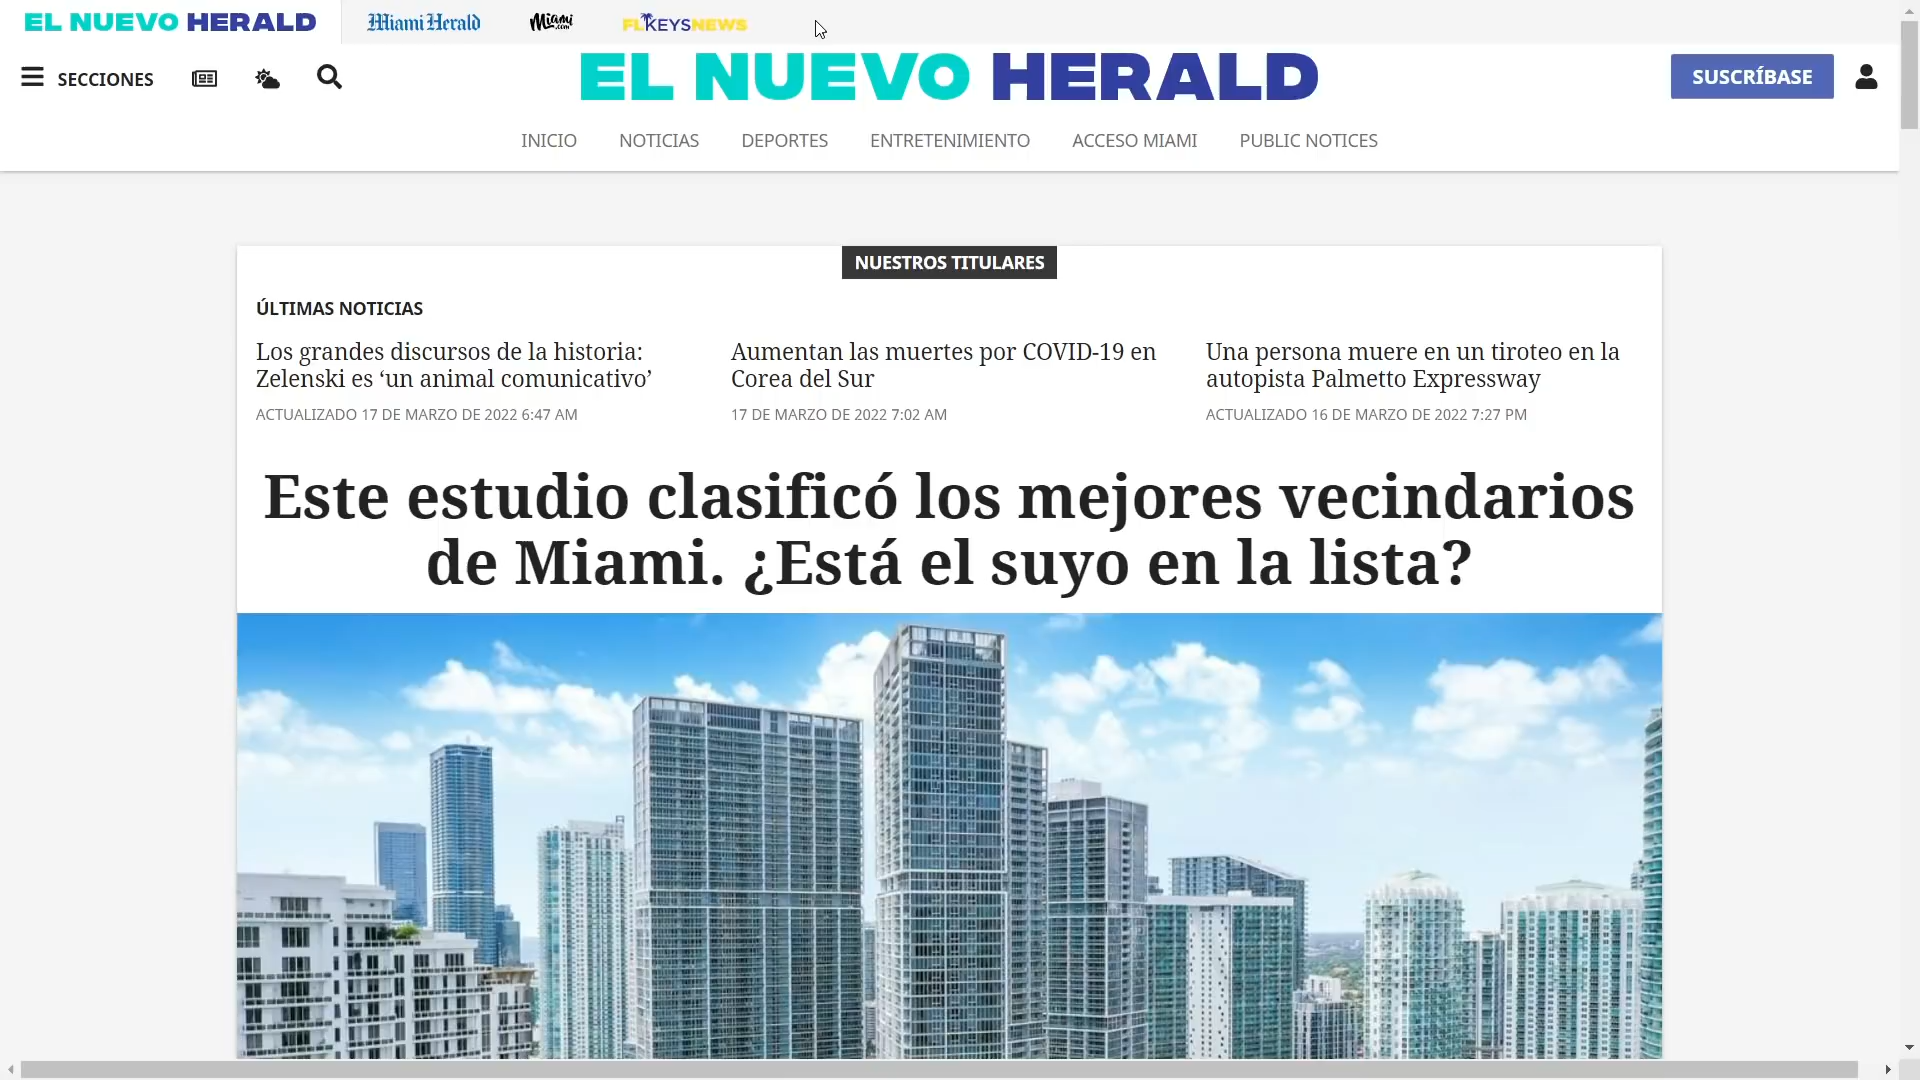 EL NUEVO HERALD
Miami Herald
Miami.com
FLKEYSNEWS
SECCIONES
EL NUEVO HERALD
SUSCRÍBASE
INICIO
NOTICIAS
DEPORTES
ENTRETENIMIENTO
ACCESO MIAMI
PUBLIC NOTICES
NUESTROS TITULARES
ÚLTIMAS NOTICIAS
Los grandes discursos de la historia:
Zelenski es ‘un animal comunicativo’
ACTUALIZADO 17 DE MARZO DE 2022 6:47 AM
Aumentan las muertes por COVID-19 en
Corea del Sur
17 DE MARZO DE 2022 7:02 AM
Una persona muere en un tiroteo en la
autopista Palmetto Expressway
ACTUALIZADO 16 DE MARZO DE 2022 7:27 PM
Este estudio clasificó los mejores vecindarios
de Miami. ¿Está el suyo en la lista?